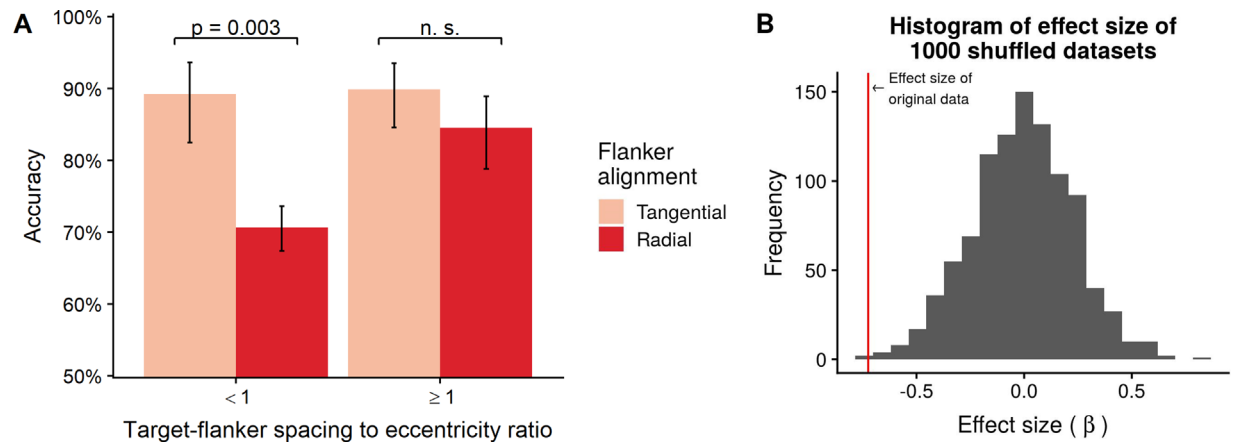 A
p = 0.003
n. s.
100%
90%
80%
70%
60%
50%
Accuracy
< 1
≥ 1
Target-flanker spacing to eccentricity ratio
Flanker
alignment
Tangential
Radial
B
Histogram of effect size of
1000 shuffled datasets
← Effect size of
original data
150
100
50
0
Frequency
-0.5
0.0
0.5
Effect size ( β )